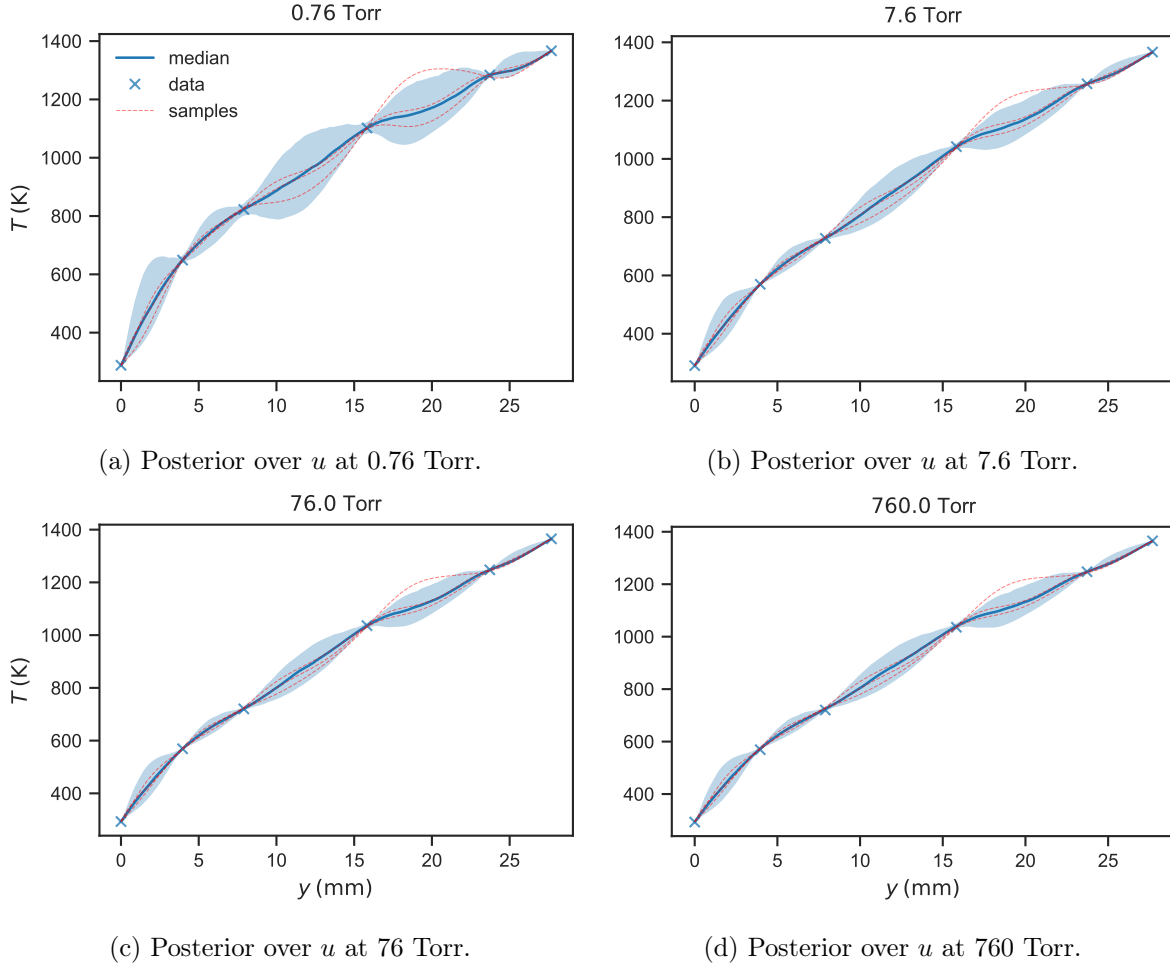 0.76 Torr
1400
1200
1000
800
600
400
T (K)
median
data
samples
0 5 10 15 20 25
(a) Posterior over u at 0.76 Torr.
7.6 Torr
1400
1200
1000
800
600
400
0 5 10 15 20 25
(b) Posterior over u at 7.6 Torr.
76.0 Torr
1400
1200
1000
800
600
400
T (K)
0 5 10 15 20 25
y (mm)
(c) Posterior over u at 76 Torr.
760.0 Torr
1400
1200
1000
800
600
400
0 5 10 15 20 25
y (mm)
(d) Posterior over u at 760 Torr.